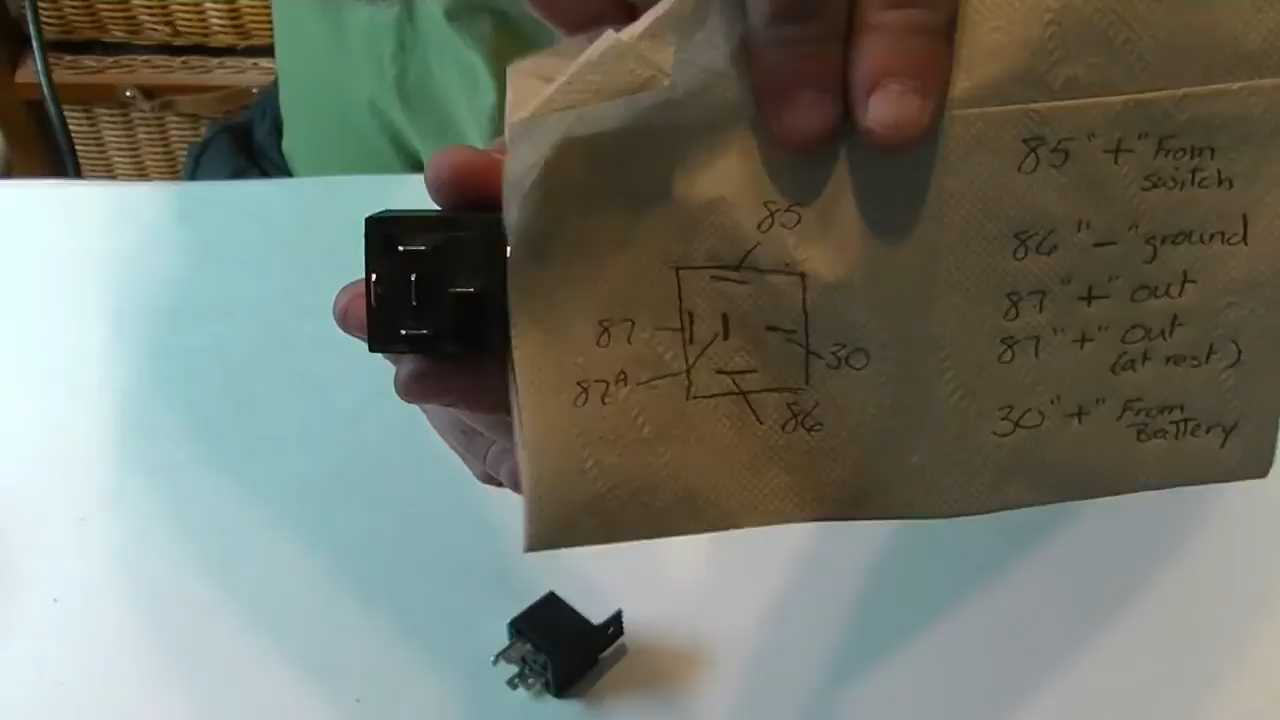 85
87
87A
30
86
85 "+" From
switch
86 "-" ground
87 "+" out
87 "+" Out
(at rest)
30 "+" From
Battery